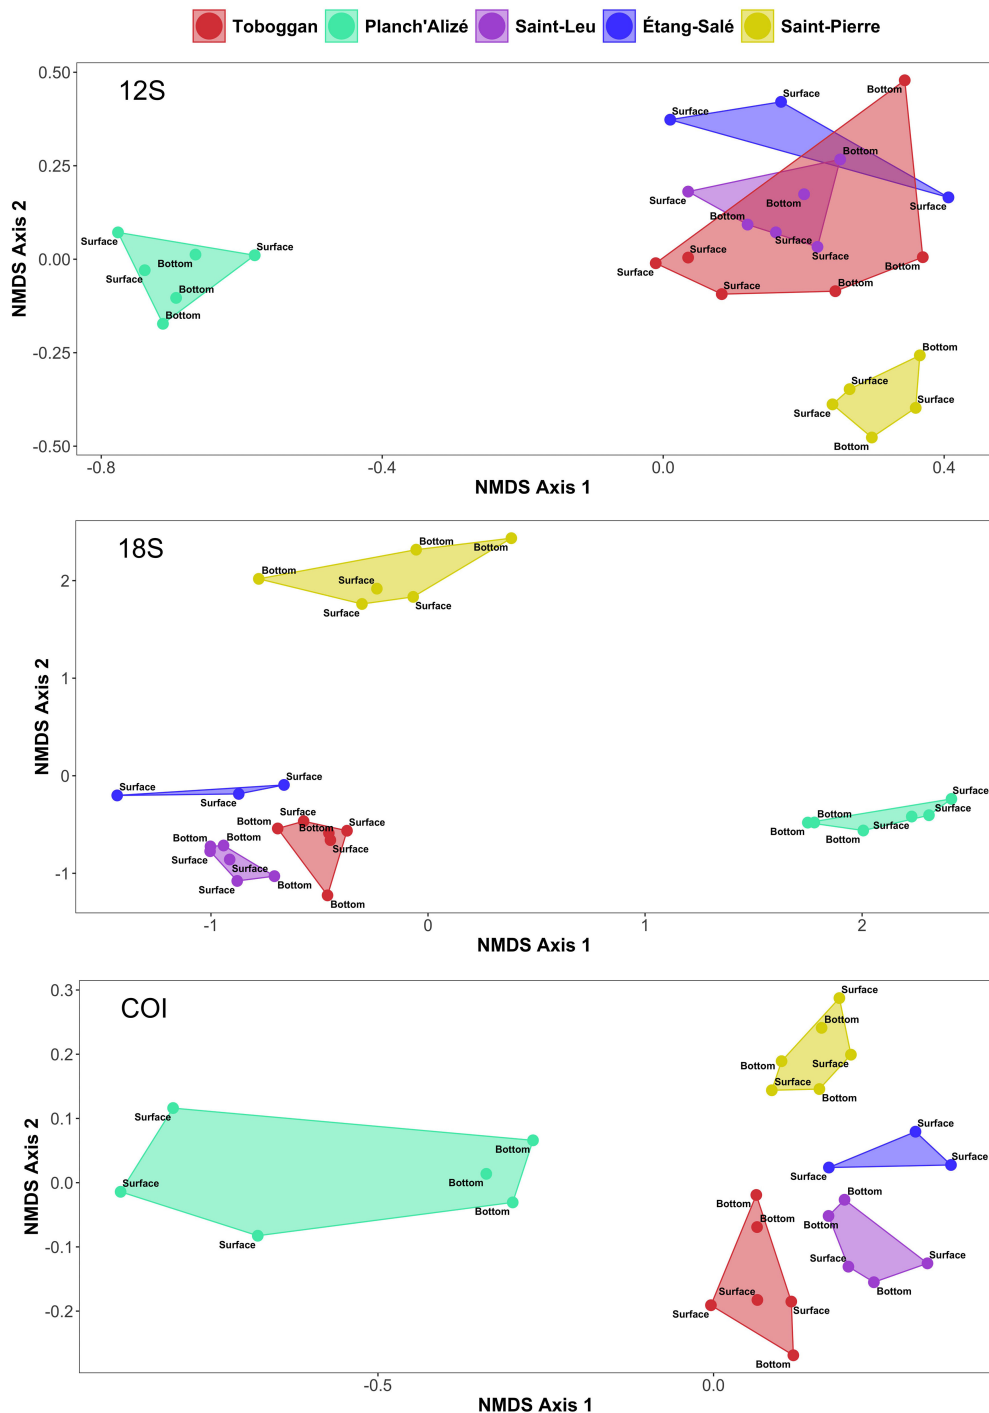 Toboggan Planch'Alizé Saint-Leu Étang-Salé Saint-Pierre
12S
NMDS Axis 2
0.50
0.25
0.00
-0.25
-0.50
Surface
Surface
Bottom
Bottom
Surface
Bottom
Surface
Bottom
Surface
Surface
Surface
Surface
Bottom
Surface
Bottom
Surface
Surface
Bottom
Surface
Bottom
Bottom
Surface
Bottom
Bottom
Surface
Surface
Surface
Bottom
-0.8 -0.4 0.0 0.4
NMDS Axis 1
18S
NMDS Axis 2
2
1
0
-1
Bottom
Bottom
Bottom
Surface
Surface
Surface
Surface
Surface
Surface
Surface
Bottom
Bottom
Surface
Bottom
Bottom
Surface
Surface
Surface
Surface
Bottom
Bottom
Surface
Surface
Bottom
Surface
Surface
Bottom
-1 0 1 2
NMDS Axis 1
COI
NMDS Axis 2
0.3
0.2
0.1
0.0
-0.1
-0.2
Surface
Bottom
Bottom
Surface
Surface
Bottom
Surface
Surface
Bottom
Surface
Surface
Bottom
Surface
Bottom
Surface
Bottom
Bottom
Bottom
Bottom
Surface
Surface
Bottom
Surface
Surface
Surface
Bottom
-0.5 0.0
NMDS Axis 1